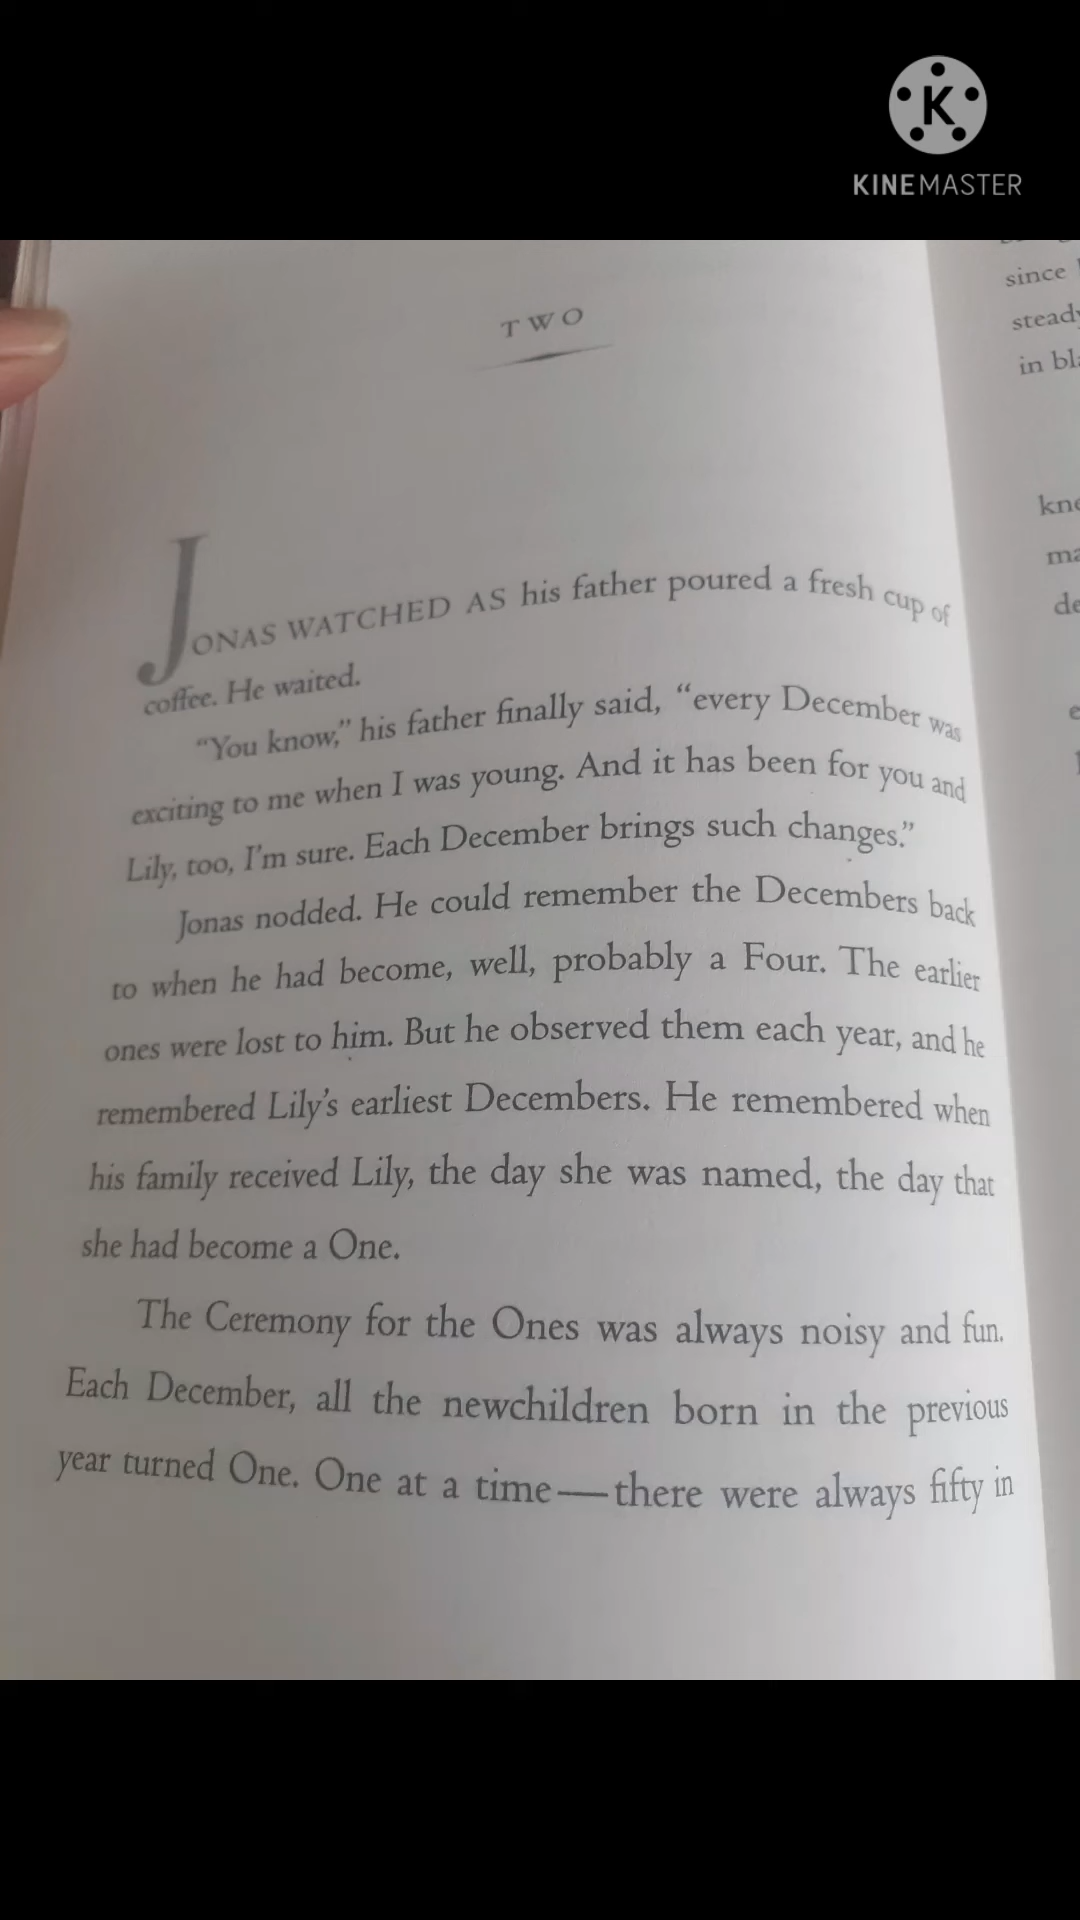 KINEMASTER
TWO
JONAS WATCHED AS his father poured a fresh cup of
coffee. He waited.
“You know,” his father finally said, “every December was
exciting to me when I was young. And it has been for you and
Lily, too, I’m sure. Each December brings such changes.”
Jonas nodded. He could remember the Decembers back
to when he had become, well, probably a Four. The earlier
ones were lost to him. But he observed them each year, and he
remembered Lily’s earliest Decembers. He remembered when
his family received Lily, the day she was named, the day that
she had become a One.
The Ceremony for the Ones was always noisy and fun.
Each December, all the newchildren born in the previous
year turned One. One at a time—there were always fifty in
since
in